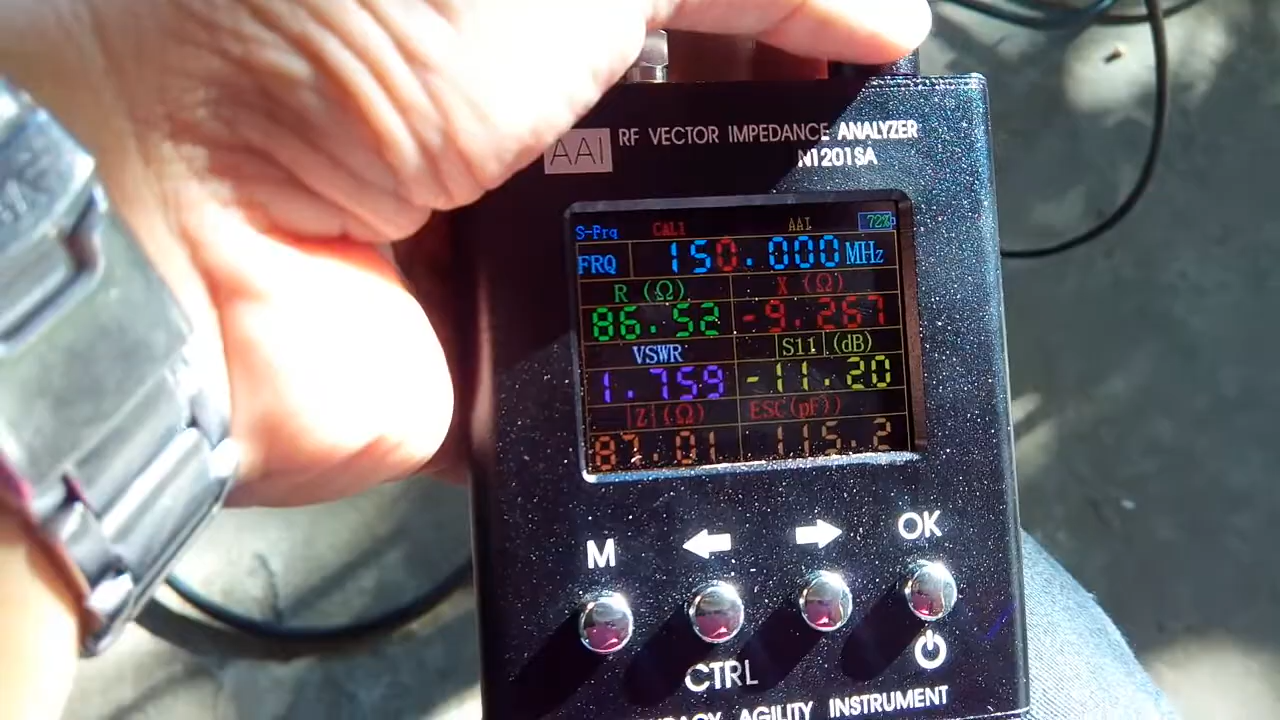 AAI RF VECTOR IMPEDANCE ANALYZER
N1201SA
S-Frq CAL1 AAI 72%
FRQ 150.000 MHz
R (Ω) X (Ω)
86.52 -9.267
VSWR S11 (dB)
1.759 -11.20
|Z| (Ω) ESC(pF)
87.01 115.2
M OK
CTRL
AGILITY INSTRUMENT